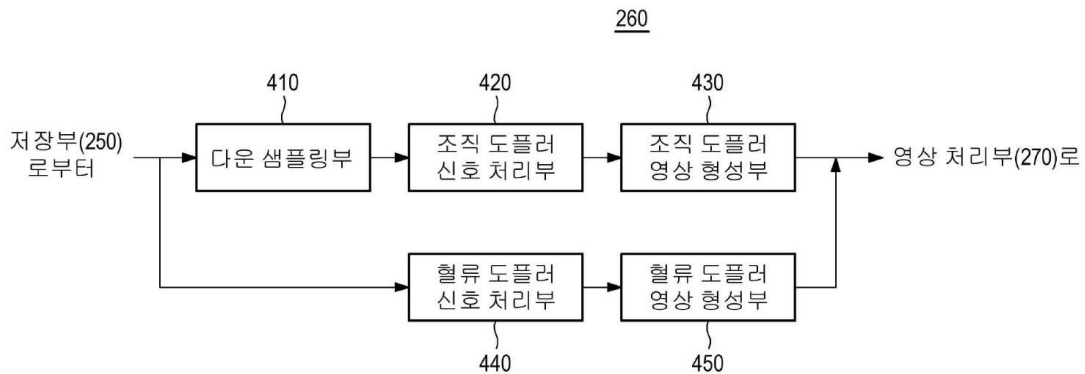 260
410
420
430
저장부(250)
로부터
다운 샘플링부
조직 도플러
신호 처리부
조직 도플러
영상 형성부
영상 처리부(270)로
혈류 도플러
신호 처리부
혈류 도플러
영상 형성부
440
450